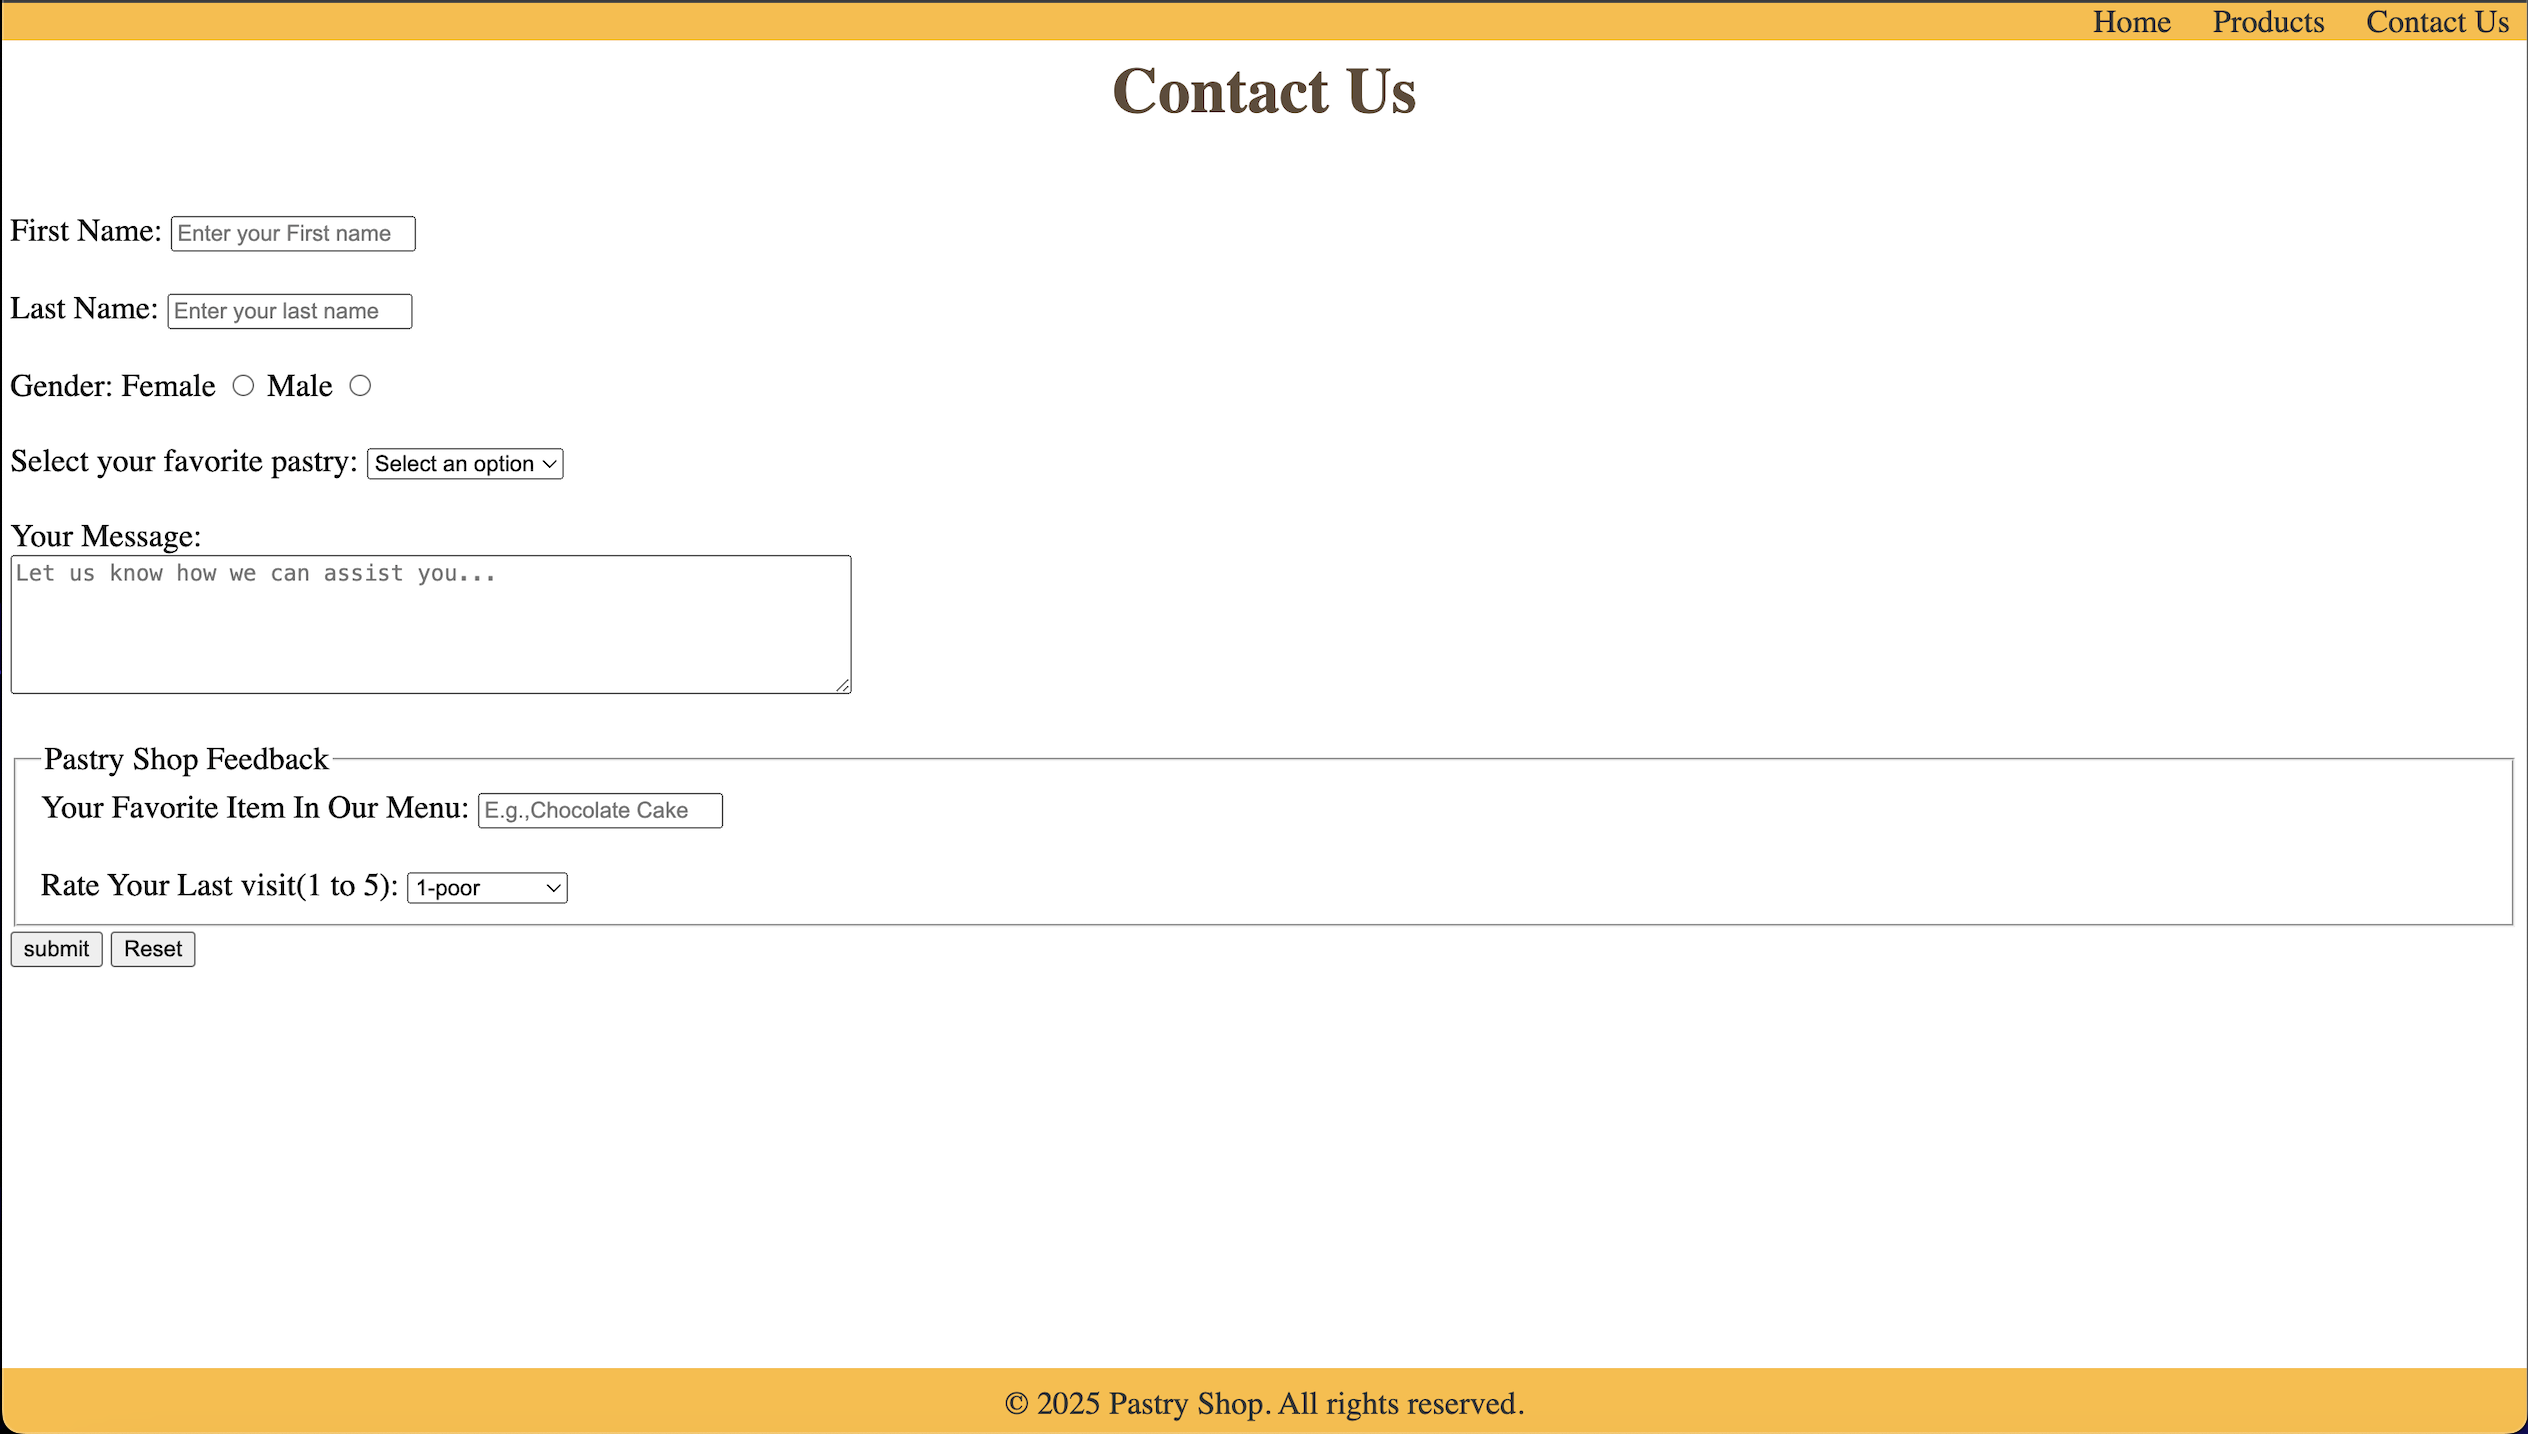 Home Products Contact Us
Contact Us
First Name: Enter your First name
Last Name: Enter your last name
Gender: Female Male
Select your favorite pastry: Select an option
Your Message:
Let us know how we can assist you...
Pastry Shop Feedback
Your Favorite Item In Our Menu: E.g.,Chocolate Cake
Rate Your Last visit(1 to 5): 1-poor
submit Reset
© 2025 Pastry Shop. All rights reserved.